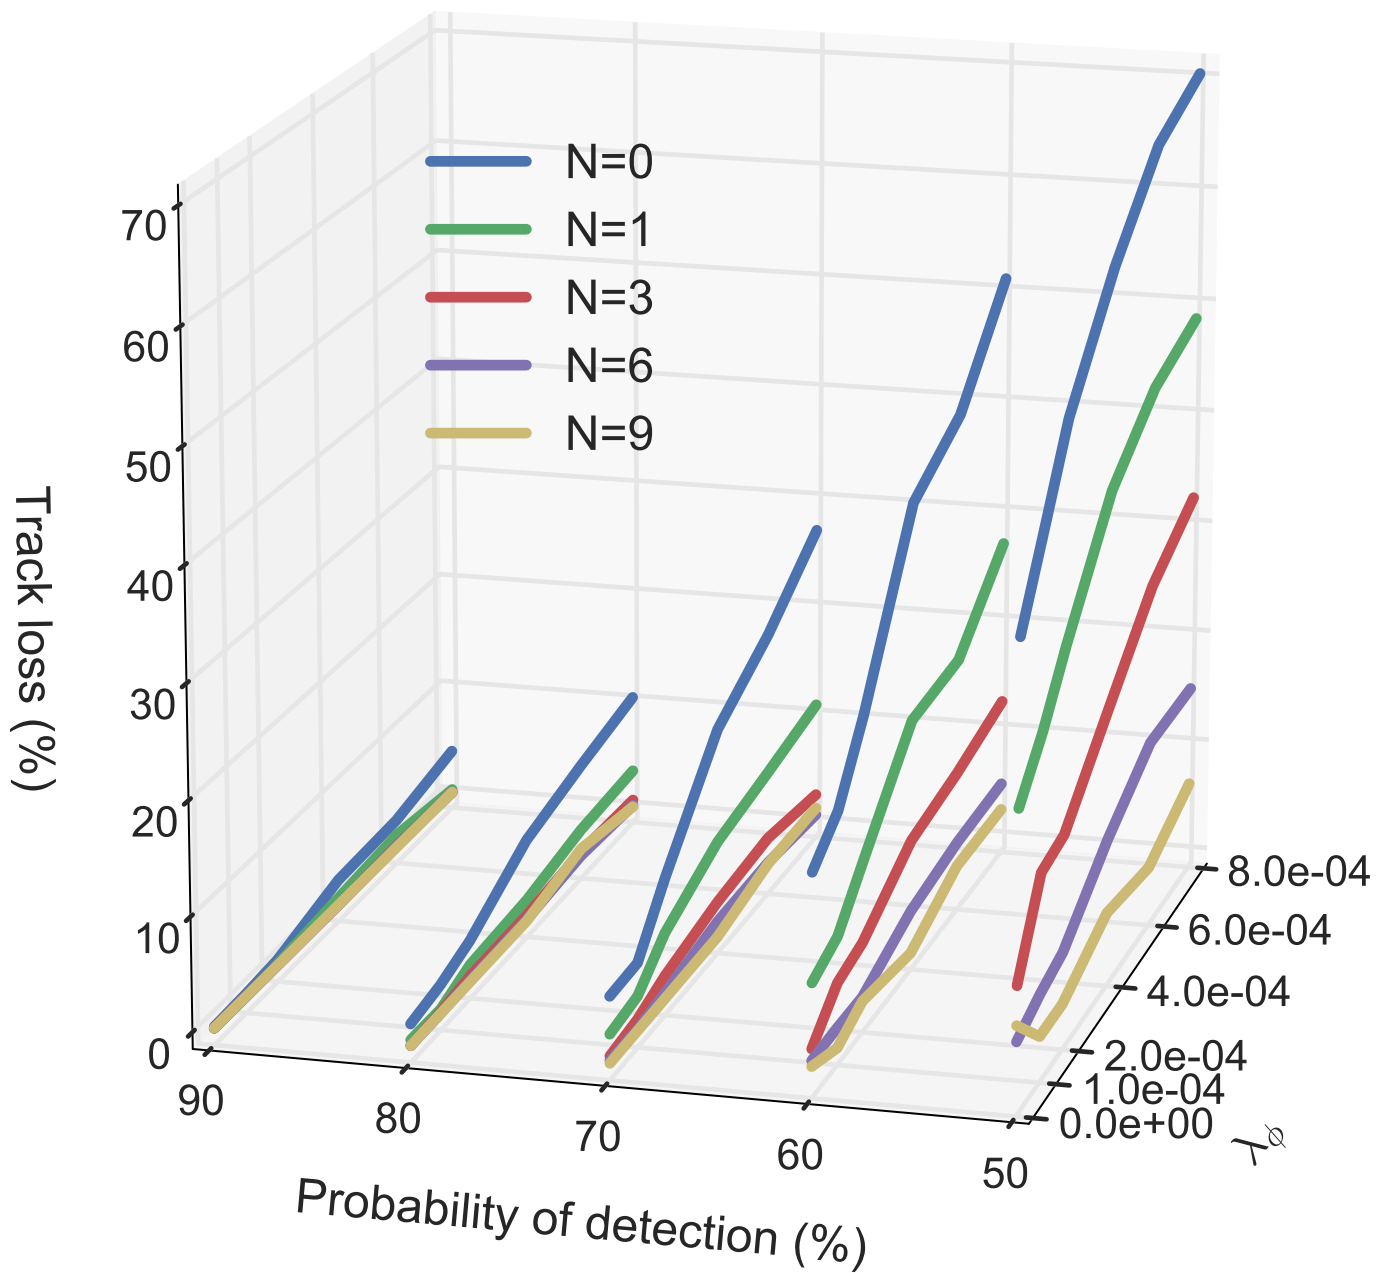 N=0
N=1
N=3
N=6
N=9
70
60
50
40
30
20
10
0
Track loss (%)
90
80
70
60
50
Probability of detection (%)
8.0e-04
6.0e-04
4.0e-04
2.0e-04
1.0e-04
0.0e+00
λϕ